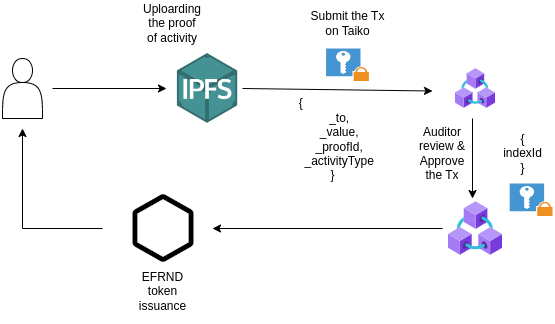 Uploarding
the proof
of activity
Submit the Tx
on Taiko
IPFS
{
_to,
_value,
_proofId,
_activityType
}
Auditor
review &
Approve
the Tx
{
indexId
}
EFRND
token
issuance